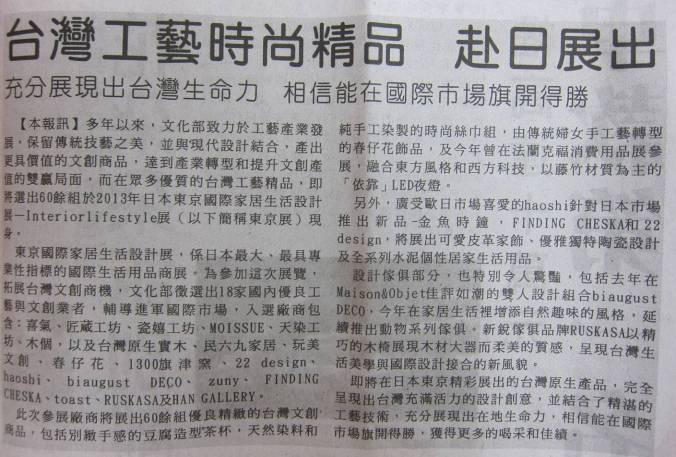 台灣工藝時尚精品　赴日展出
充分展現出台灣生命力　相信能在國際市場旗開得勝
【本報訊】多年以來，文化部致力於工藝產業發
展，保留傳統技藝之美，並與現代設計結合，產出
更具價值的文創商品，達到產業轉型和提升文創產
值的雙贏局面，而在眾多優質的台灣工藝精品，即
將選出60餘組於2013年日本東京國際家居生活設計
展－Interiorlifestyle展（以下簡稱東京展）現
身。
東京國際家居生活設計展，係日本最大、最具專
業性指標的國際生活用品商展。為參加這次展覽，
拓展台灣文創商機，文化部徵選出18家國內優良工
藝與文創業者，輔導進軍國際市場，入選廠商包
含：喜氣、匠蔵工坊、瓷嬉工坊、MOISSUE、天染工
坊、木個，以及台灣原生實木、民六九家居、玩美
文創、春仔花、1300旗津窯、22 design、
haoshi、biaugust DECO、zuny、FINDING
CHESKA、toast、RUSKASA及HAN GALLERY。
此次參展廠商將展出60餘組優良精緻的台灣文創
商品，包括別緻手感的豆腐造型茶杯，天然染料和
純手工染製的時尚絲巾組，由傳統婦女手工藝轉型
的春仔花飾品，及今年曾在法蘭克福消費用品展參
展，融合東方風格和西方科技，以藤竹材質為主的
「依靠」LED夜燈。
另外，廣受歐日市場喜愛的haoshi針對日本市場
推出新品-金魚時鐘，FINDING CHESKA和22
design，將展出可愛皮革家飾、優雅獨特陶瓷設計
及全系列水泥個性居家生活用品。
設計傢俱部分，也特別令人驚豔，包括去年在
Maison&Objet佳評如潮的雙人設計組合biaugust
DECO，今年在家居生活裡增添自然趣味的風格，延
續推出動物系列傢俱。新銳傢俱品牌RUSKASA以精
巧的木椅展現木材大器而柔美的質感，呈現台灣生
活美學與國際設計接合的新風貌。
即將在日本東京精彩展出的台灣原生產品，完全
呈現出台灣充滿活力的設計創意，並結合了精湛的
工藝技術，充分展現出在地生命力，相信能在國際
市場旗開得勝，獲得更多的喝采和佳績。